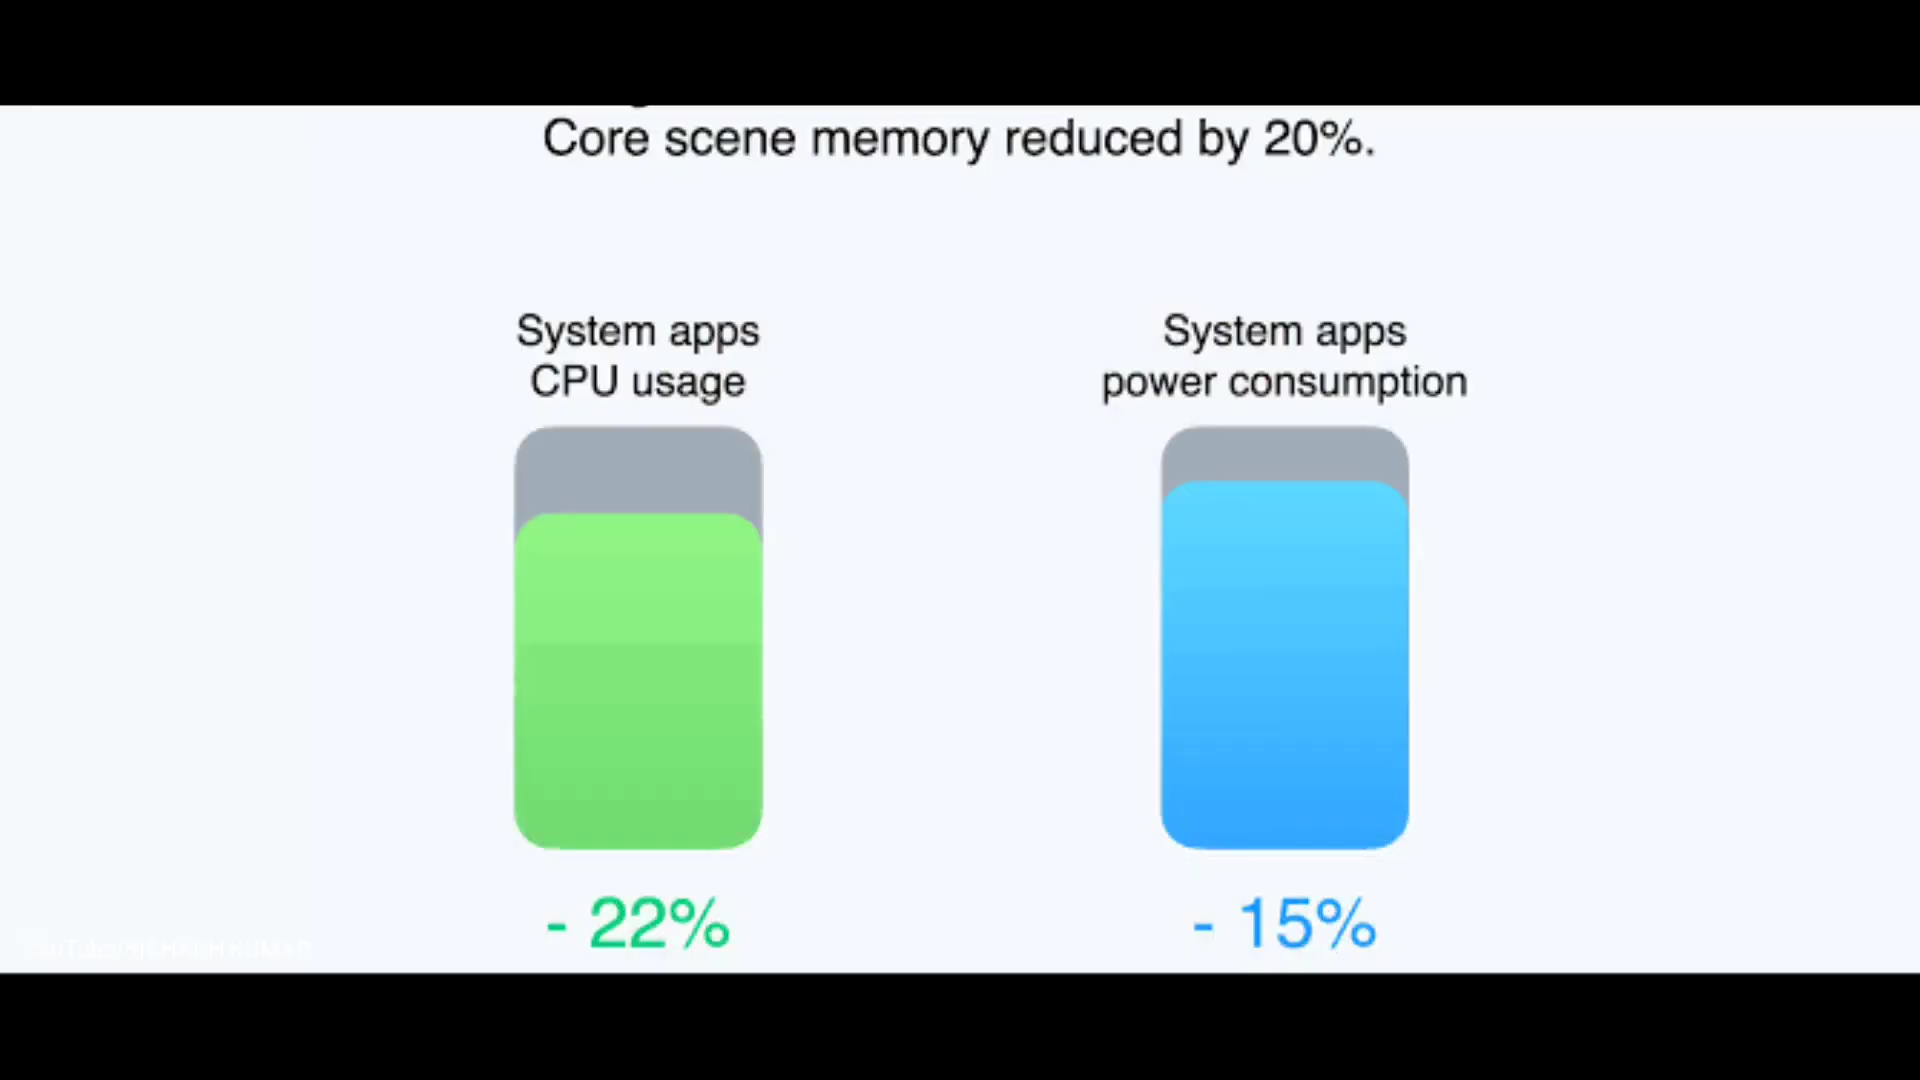 Core scene memory reduced by 20%.
System apps
CPU usage
System apps
power consumption
- 22%
- 15%